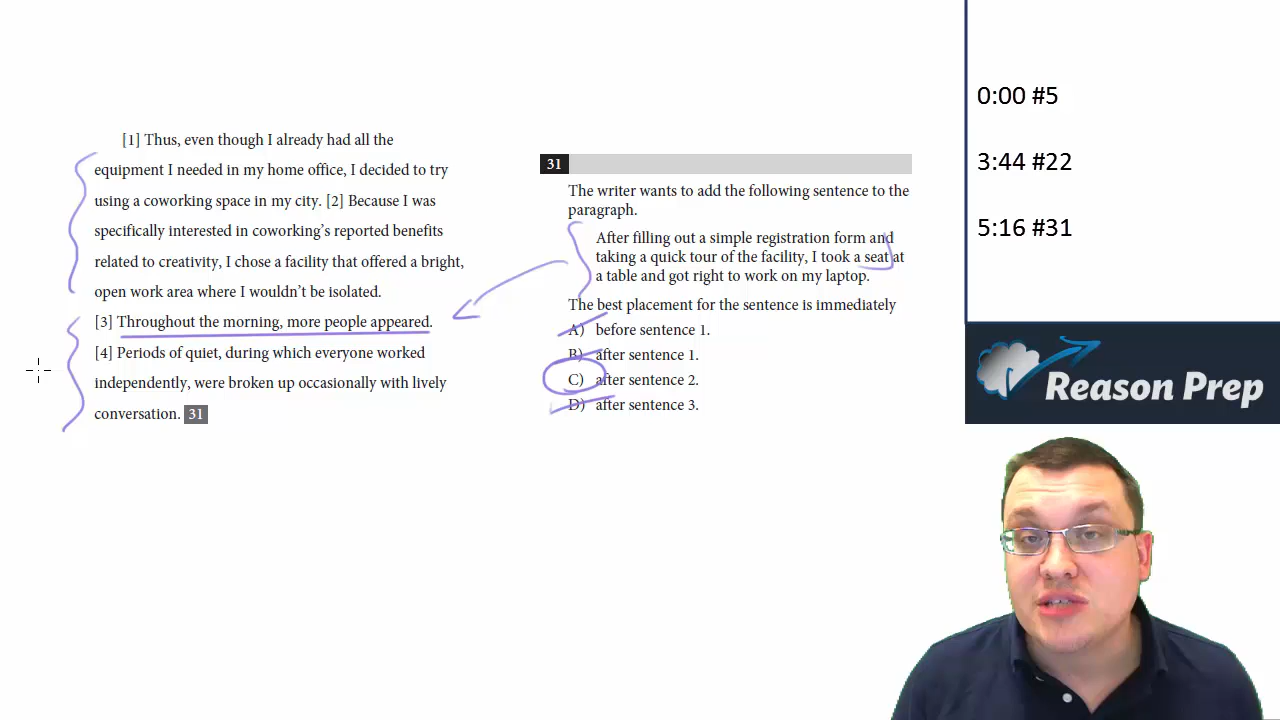 [1] Thus, even though I already had all the
equipment I needed in my home office, I decided to try
using a coworking space in my city. [2] Because I was
specifically interested in coworking's reported benefits
related to creativity, I chose a facility that offered a bright,
open work area where I wouldn't be isolated.
[3] Throughout the morning, more people appeared.
[4] Periods of quiet, during which everyone worked
independently, were broken up occasionally with lively
conversation. 31
31
The writer wants to add the following sentence to the
paragraph.
After filling out a simple registration form and
taking a quick tour of the facility, I took a seat at
a table and got right to work on my laptop.
The best placement for the sentence is immediately
A) before sentence 1.
B) after sentence 1.
C) after sentence 2.
D) after sentence 3.
0:00 #5
3:44 #22
5:16 #31
Reason Prep